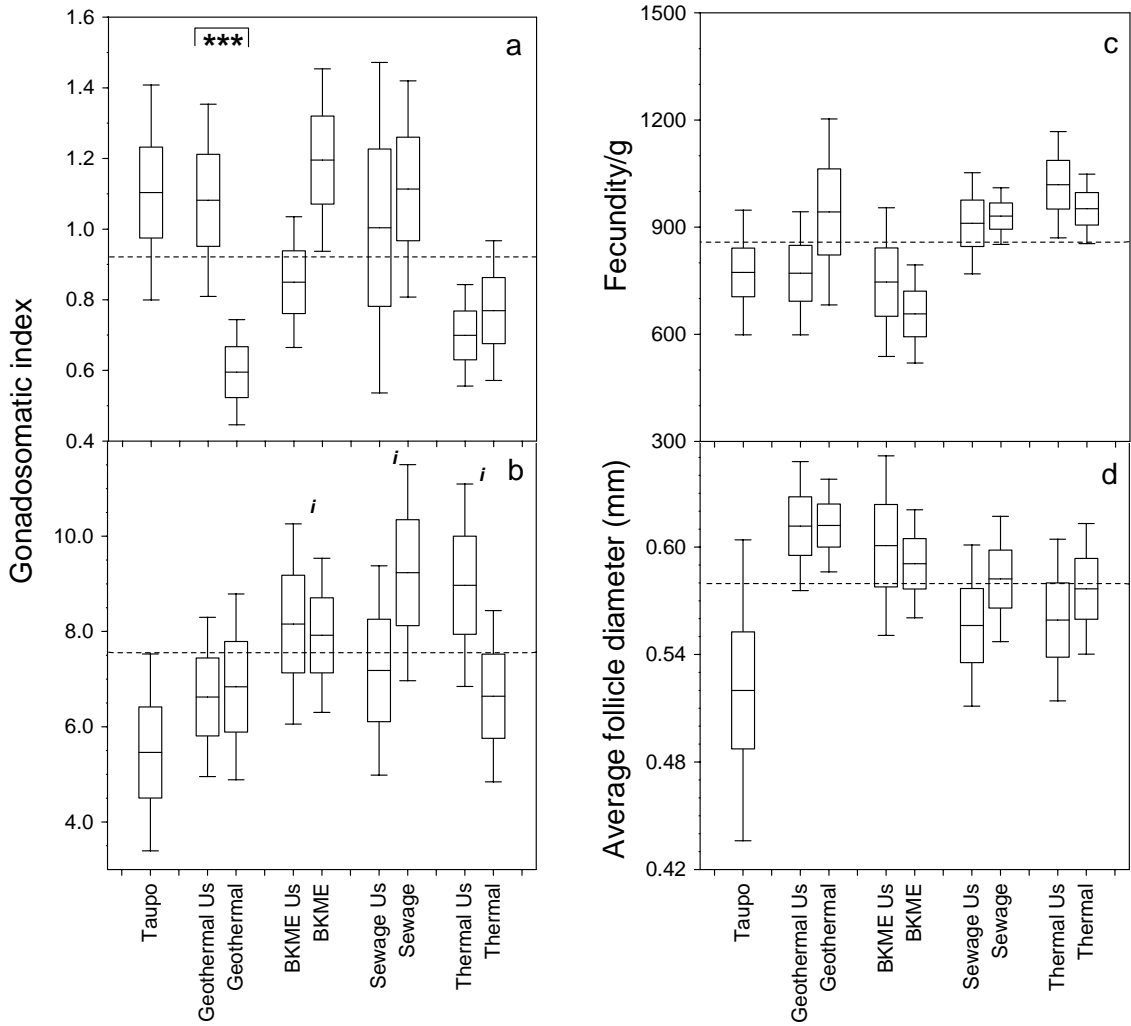 Gonadosomatic index
1.6
1.4
1.2
1.0
0.8
0.6
0.4
***
a
10.0
8.0
6.0
4.0
i
i
i
b
Taupo
Geothermal Us
Geothermal
BKME Us
BKME
Sewage Us
Sewage
Thermal Us
Thermal
Fecundity/g
1500
1200
900
600
300
c
Average follicle diameter (mm)
0.60
0.54
0.48
0.42
d
Taupo
Geothermal Us
Geothermal
BKME Us
BKME
Sewage Us
Sewage
Thermal Us
Thermal